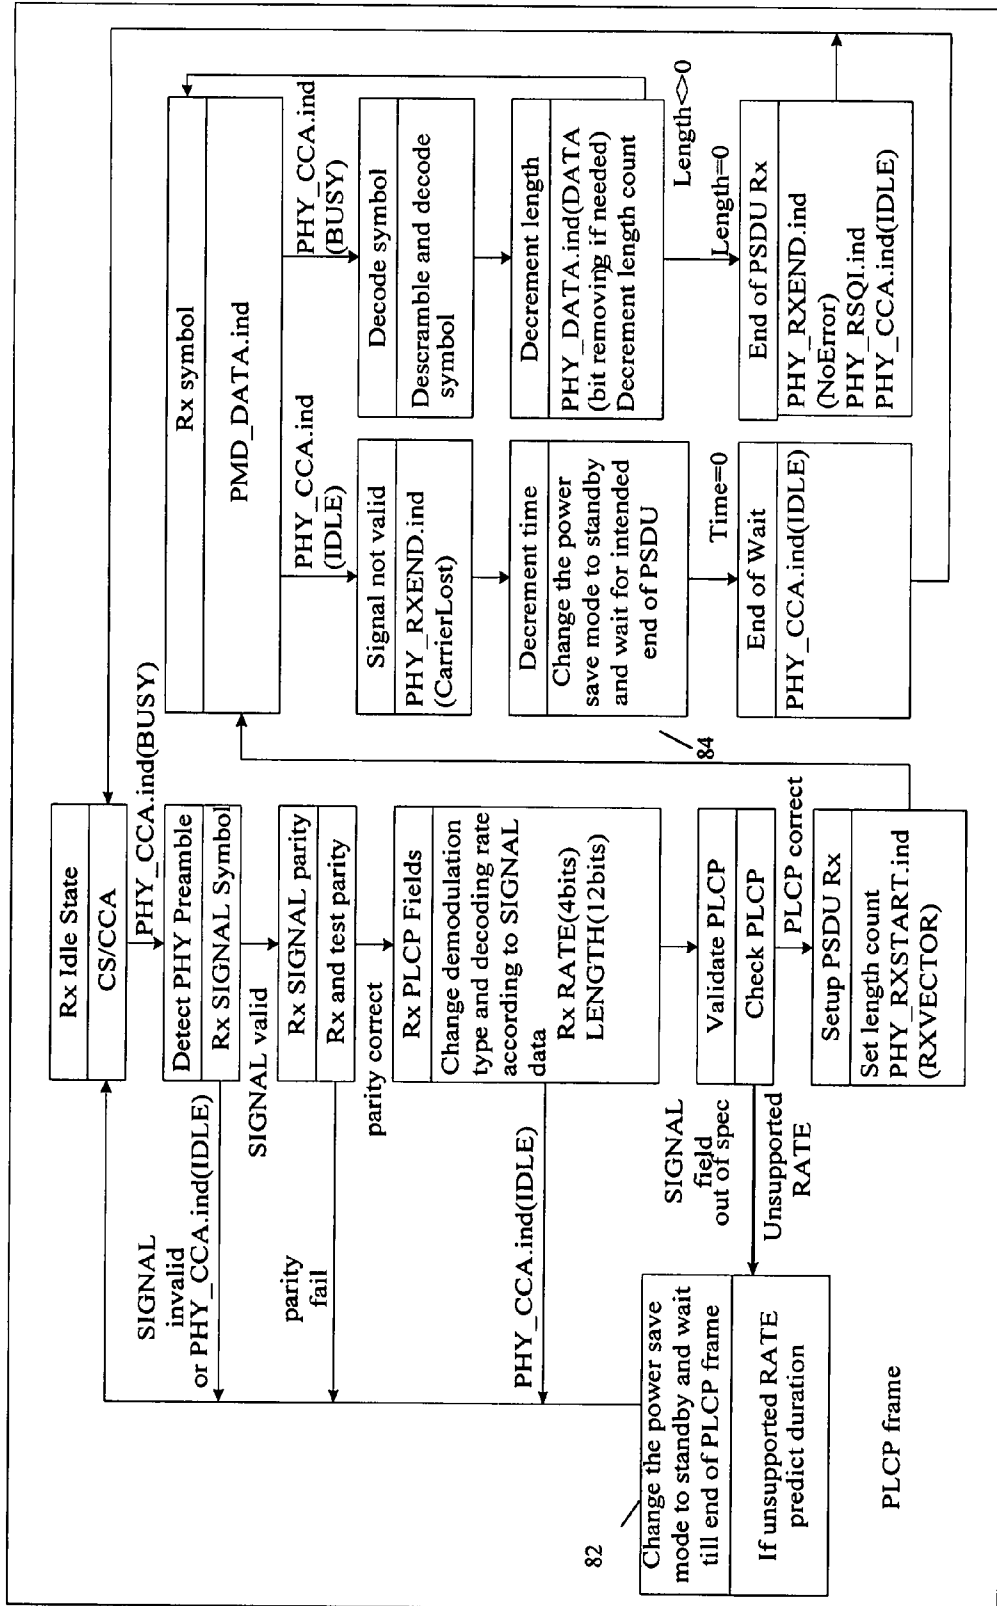 Rx Idle State
CS/CCA
PHY_CCA.ind(BUSY)
Detect PHY Preamble
Rx SIGNAL Symbol
SIGNAL
invalid
or PHY_CCA.ind(IDLE)
SIGNAL valid
Rx SIGNAL parity
Rx and test parity
parity
fail
parity correct
Rx PLCP Fields
Change demodulation
type and decoding rate
according to SIGNAL
data
Rx RATE(4bits)
LENGTH(12bits)
PHY_CCA.ind(IDLE)
Validate PLCP
Check PLCP
SIGNAL
field
out of spec
Unsupported
RATE
PLCP correct
Setup PSDU Rx
Set length count
PHY_RXSTART.ind
(RXVECTOR)
82
Change the power save
mode to standby and wait
till end of PLCP frame
If unsupported RATE
predict duration
PLCP frame
Rx symbol
PMD_DATA.ind
PHY_CCA.ind
(IDLE)
PHY_CCA.ind
(BUSY)
Signal not valid
PHY_RXEND.ind
(CarrierLost)
Decrement time
Change the power
save mode to standby
and wait for intended
end of PSDU
84
Time=0
End of Wait
PHY_CCA.ind(IDLE)
Decode symbol
Descramble and decode
symbol
Decrement length
PHY_DATA.ind(DATA
(bit removing if needed)
Decrement length count
Length<>0
Length=0
End of PSDU Rx
PHY_RXEND.ind
(NoError)
PHY_RSQI.ind
PHY_CCA.ind(IDLE)